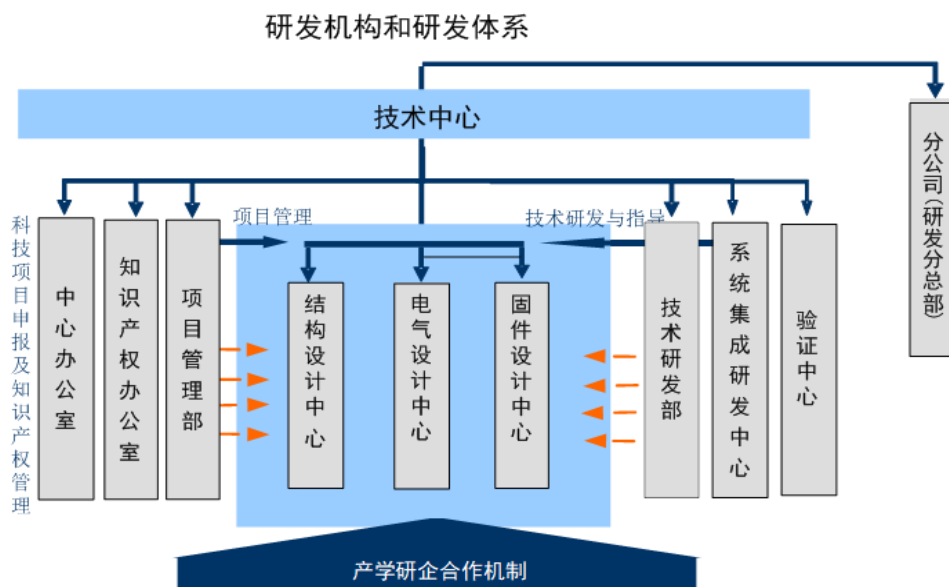 研发机构和研发体系
技术中心
分公司（研发分总部）
项目管理
技术研发与指导
科技项目申报及知识产权管理
中心办公室
知识产权办公室
项目管理部
结构设计中心
电气设计中心
固件设计中心
技术研发部
系统集成研发中心
验证中心
产学研企合作机制